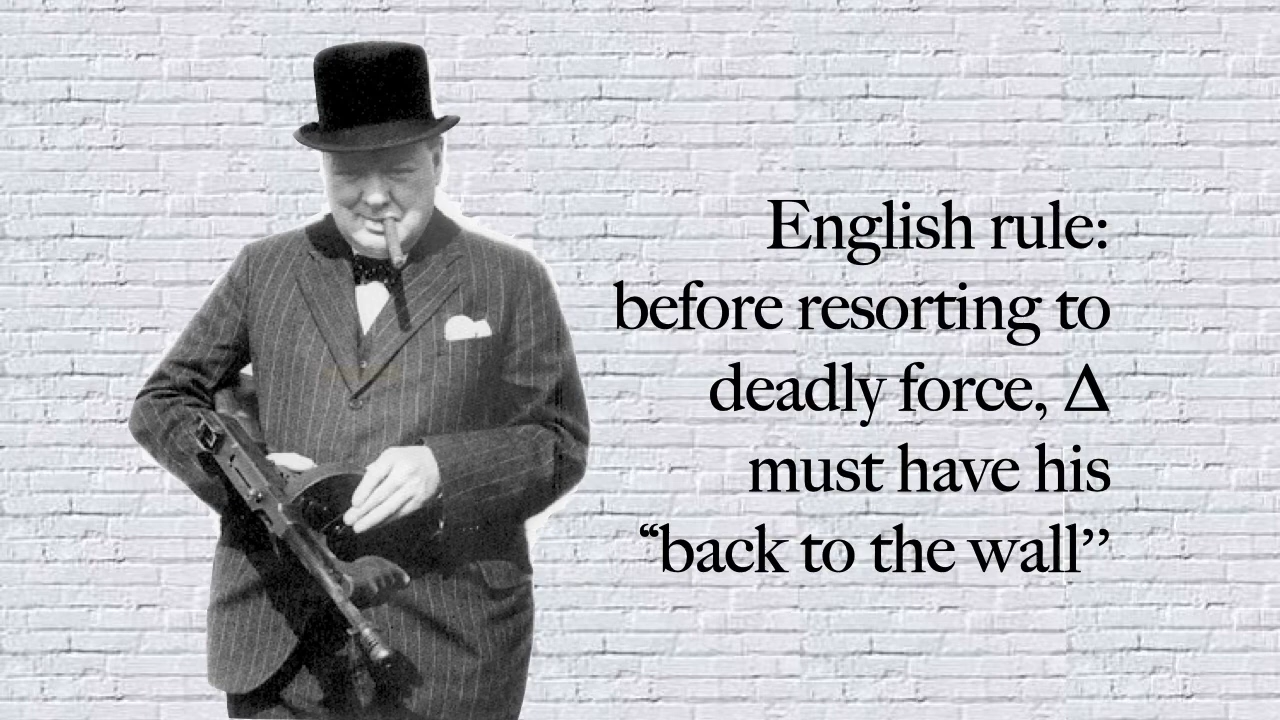 English rule:
before resorting to
deadly force, Δ
must have his
“back to the wall”